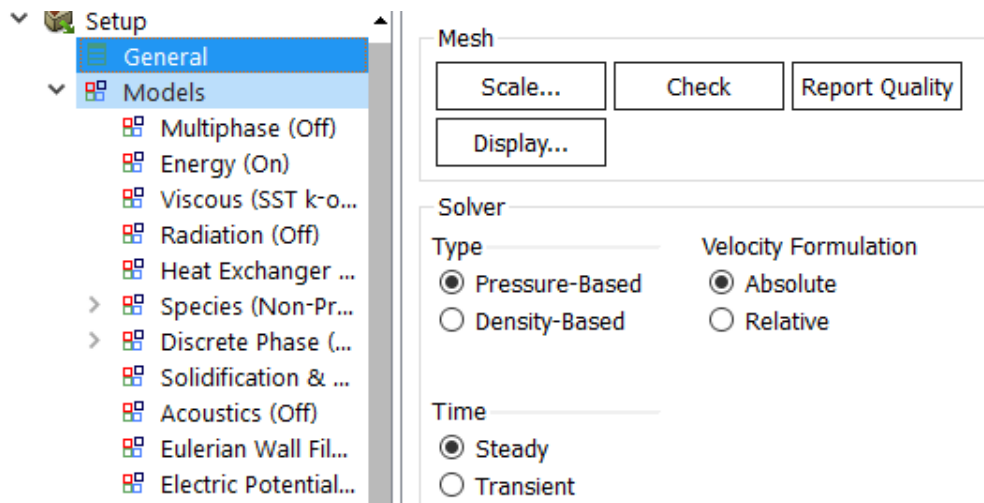 Setup
General
Models
Multiphase (Off)
Energy (On)
Viscous (SST k-o...
Radiation (Off)
Heat Exchanger ...
Species (Non-Pr...
Discrete Phase (...
Solidification & ...
Acoustics (Off)
Eulerian Wall Fil...
Electric Potential...
Mesh
Scale... Check Report Quality
Display...
Solver
Type Velocity Formulation
Pressure-Based Absolute
Density-Based Relative
Time
Steady
Transient